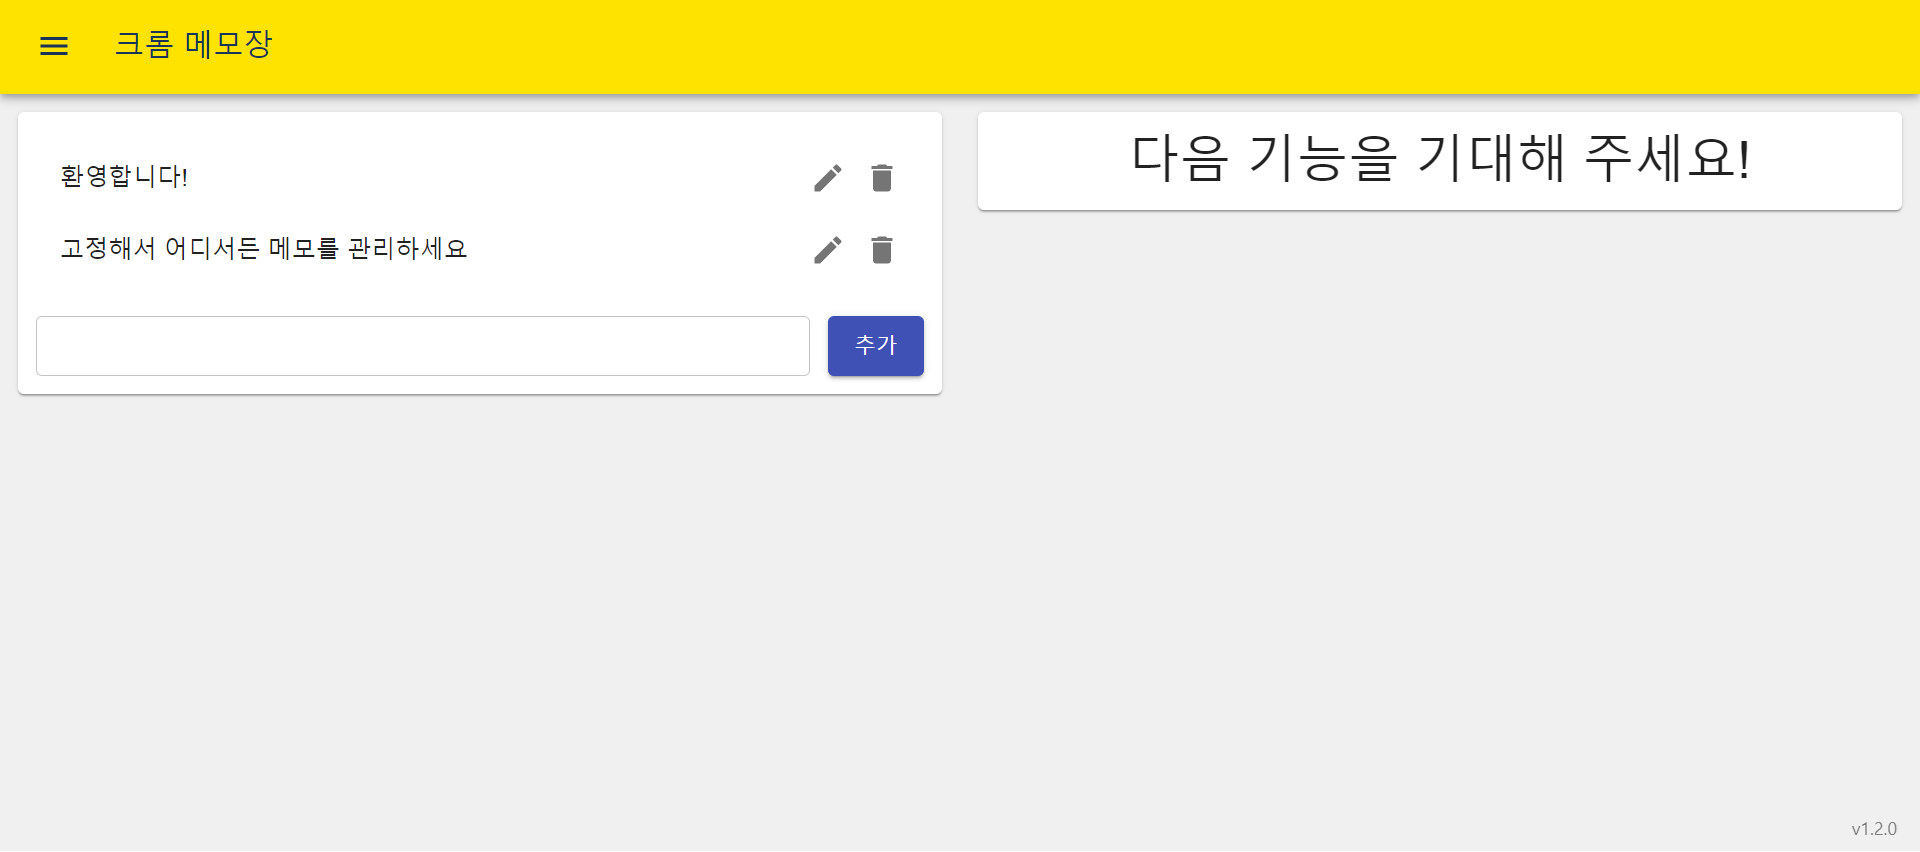 크롬 메모장
환영합니다!
고정해서 어디서든 메모를 관리하세요
추가
다음 기능을 기대해 주세요!
v1.2.0